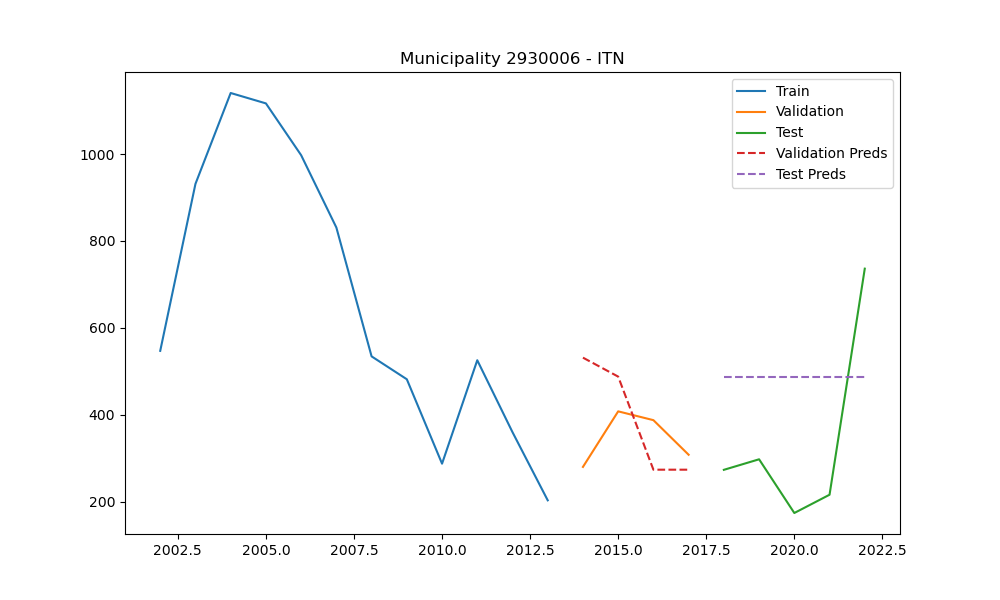 Municipality 2930006 - ITN
Train
Validation
Test
Validation Preds
Test Preds
1000
800
600
400
200
2002.5 2005.0 2007.5 2010.0 2012.5 2015.0 2017.5 2020.0 2022.5